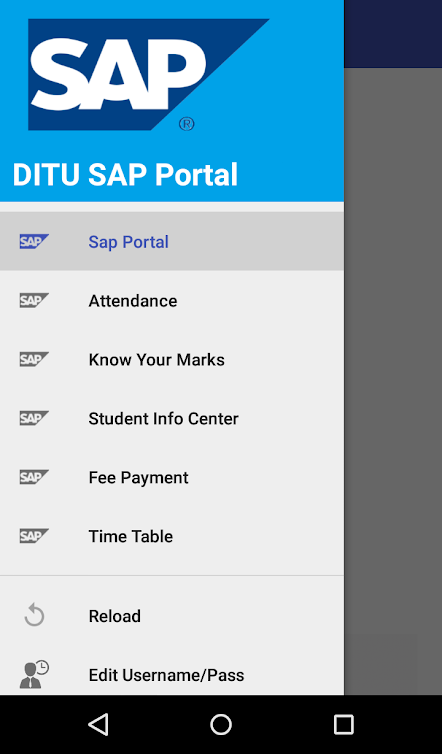 SAP
®
DITU SAP Portal
SAP Sap Portal
SAP Attendance
SAP Know Your Marks
SAP Student Info Center
SAP Fee Payment
SAP Time Table
Reload
Edit Username/Pass